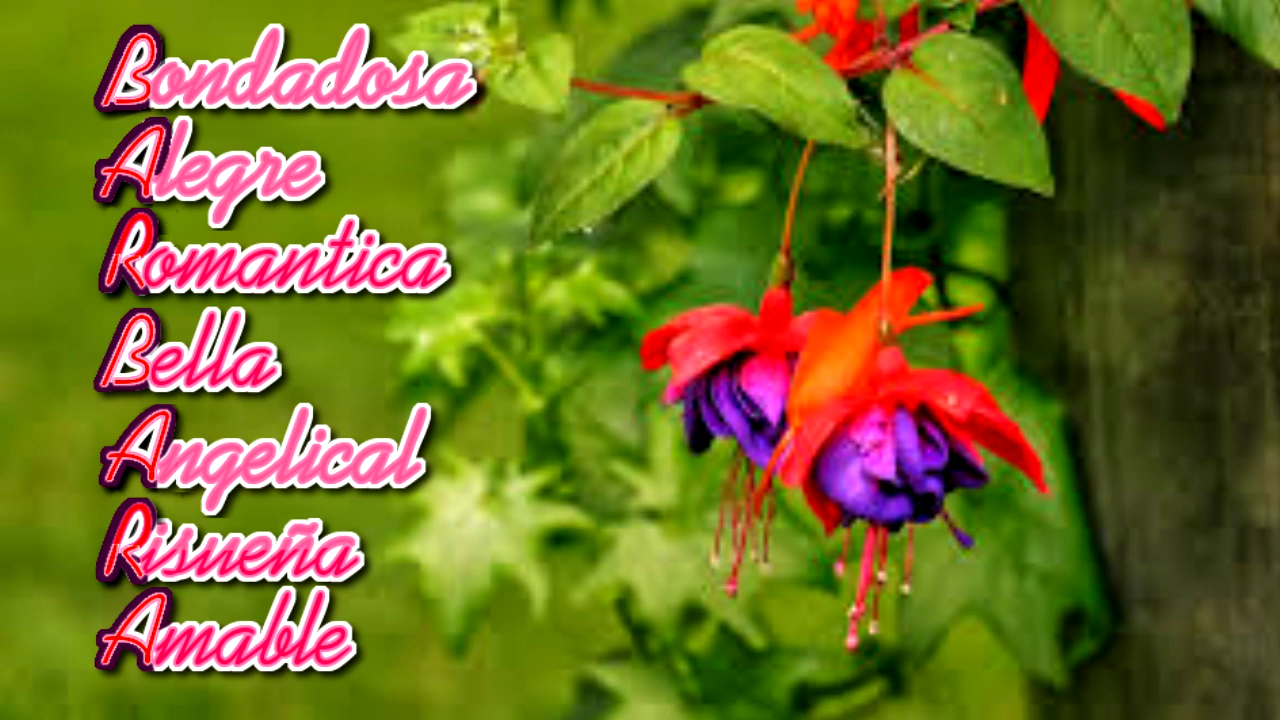 Bondadosa
Alegre
Romantica
Bella
Angelical
Risueña
Amable